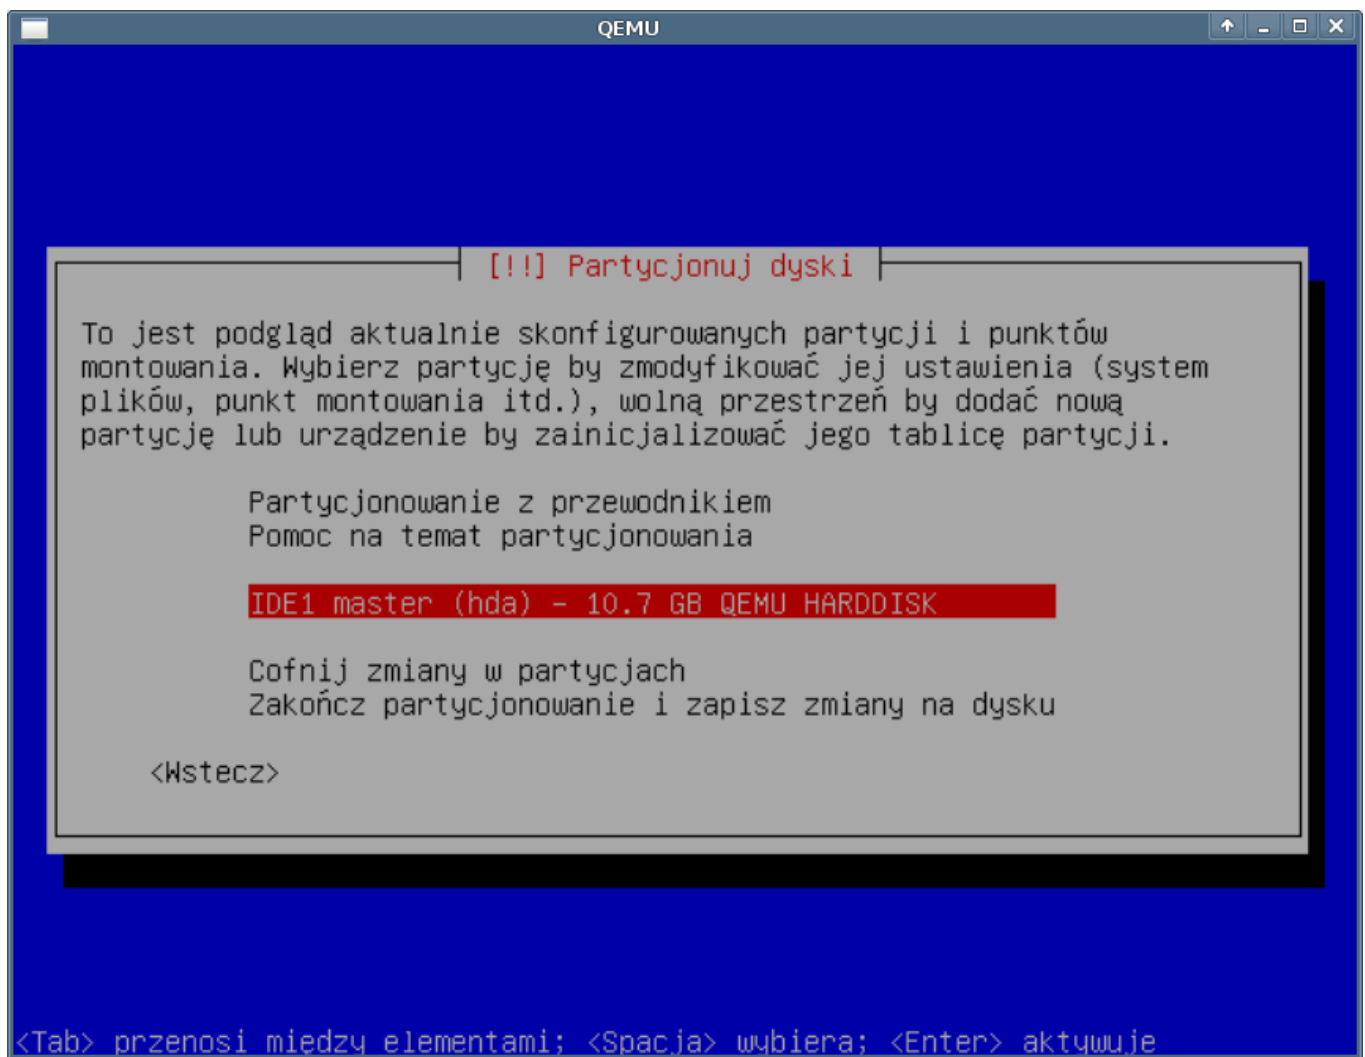 QEMU
[!!] Partycjonuj dyski
To jest podgląd aktualnie skonfigurowanych partycji i punktów
montowania. Wybierz partycję by zmodyfikować jej ustawienia (system
plików, punkt montowania itd.), wolną przestrzeń by dodać nową
partycję lub urządzenie by zainicjalizować jego tablicę partycji.
Partycjonowanie z przewodnikiem
Pomoc na temat partycjonowania
IDE1 master (hda) – 10.7 GB QEMU HARDDISK
Cofnij zmiany w partycjach
Zakończ partycjonowanie i zapisz zmiany na dysku
<Wstecz>
<Tab> przenosi między elementami; <Spacja> wybiera; <Enter> aktywuje